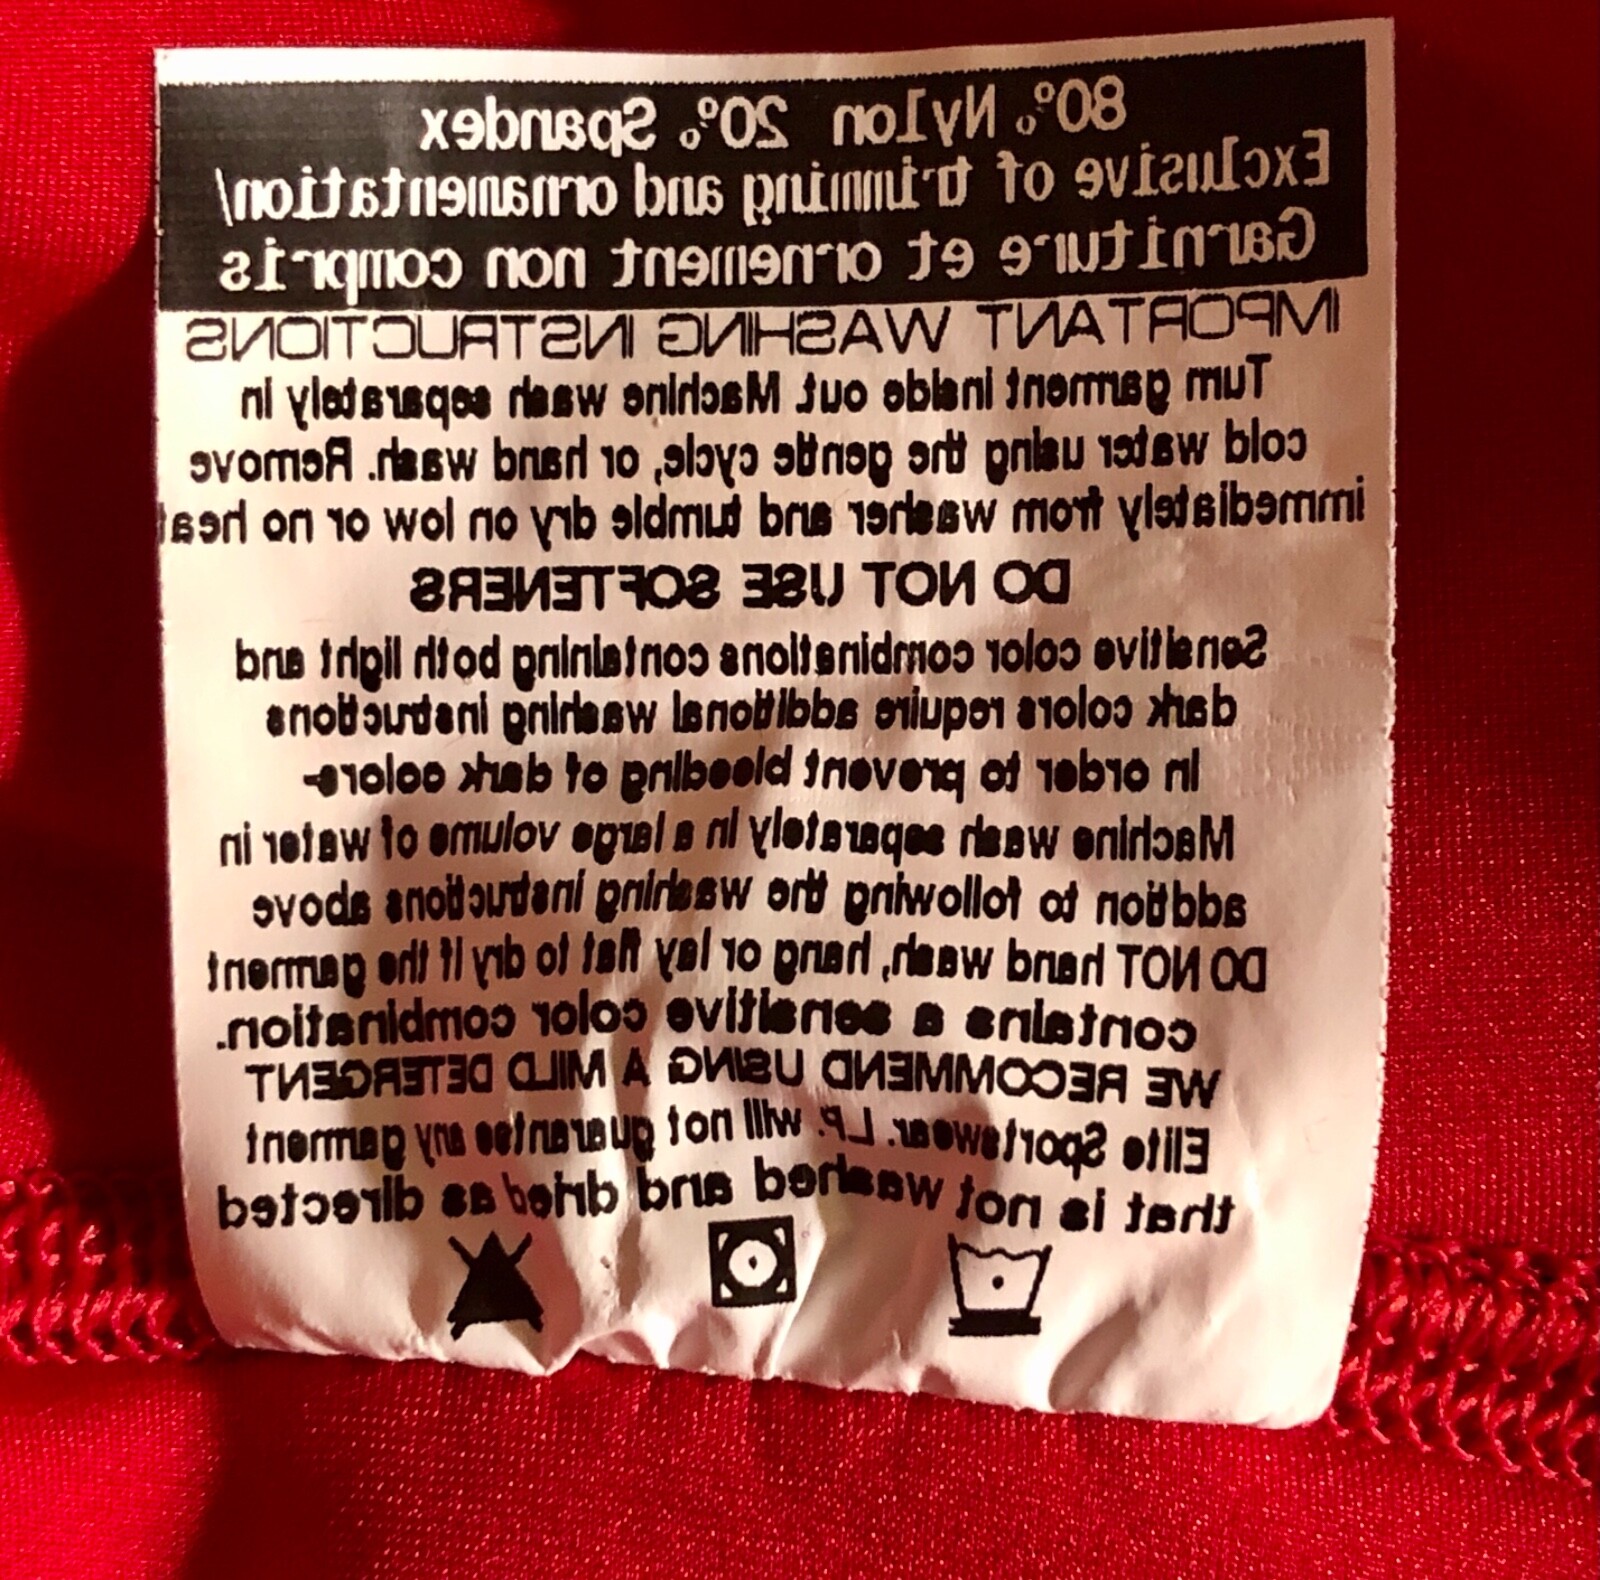 80% Nylon 20% Spandex
Exclusive of trimming and ornamentation/
Garniture et ornement non compris
IMPORTANT WASHING INSTRUCTIONS
Turn garment inside out. Machine wash separately in
cold water using the gentle cycle, or hand wash. Remove
immediately from washer and tumble dry on low or no hea
DO NOT USE SOFTENERS
Sensitive color combinations containing both light and
dark colors require additional washing instructions
In order to prevent bleeding of dark colors-
Machine wash separately in a large volume of water in
addtion to following the washing instructions above
DO NOT hand wash, hang or lay flat to dry if the garment
contains a sensitive color combination.
WE RECOMMEND USING A MILD DETERGENT
Elite Sportswear. L.P. will not guarantee any garment
that is not washed and dried as directed